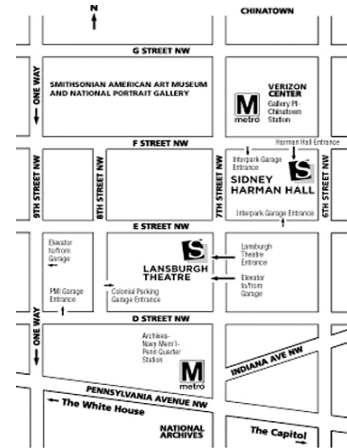 N
CHINATOWN
G STREET NW
ONE WAY
SMITHSONIAN AMERICAN ART MUSEUM
AND NATIONAL PORTRAIT GALLERY
M
metro
VERIZON
CENTER
Gallery Pl-
Chinatown
Station
F STREET NW
Harman Hall Entrance
Interpark Garage
Entrance
S
SIDNEY
HARMAN HALL
Interpark Garage Entrance
9TH STREET NW
8TH STREET NW
7TH STREET NW
6TH STREET NW
E STREET NW
Elevator
to/from
Garage
PMI Garage
Entrance
S
LANSBURGH
THEATRE
Colonial Parking
Garage Entrance
Lansburgh
Theatre
Entrance
Elevator
to/from
Garage
ONE WAY
D STREET NW
Archives-
Navy Mem'l-
Penn Quarter
Station
M
metro
INDIANA AVE NW
PENNSYLVANIA AVENUE NW
The White House
NATIONAL
ARCHIVES
The Capitol